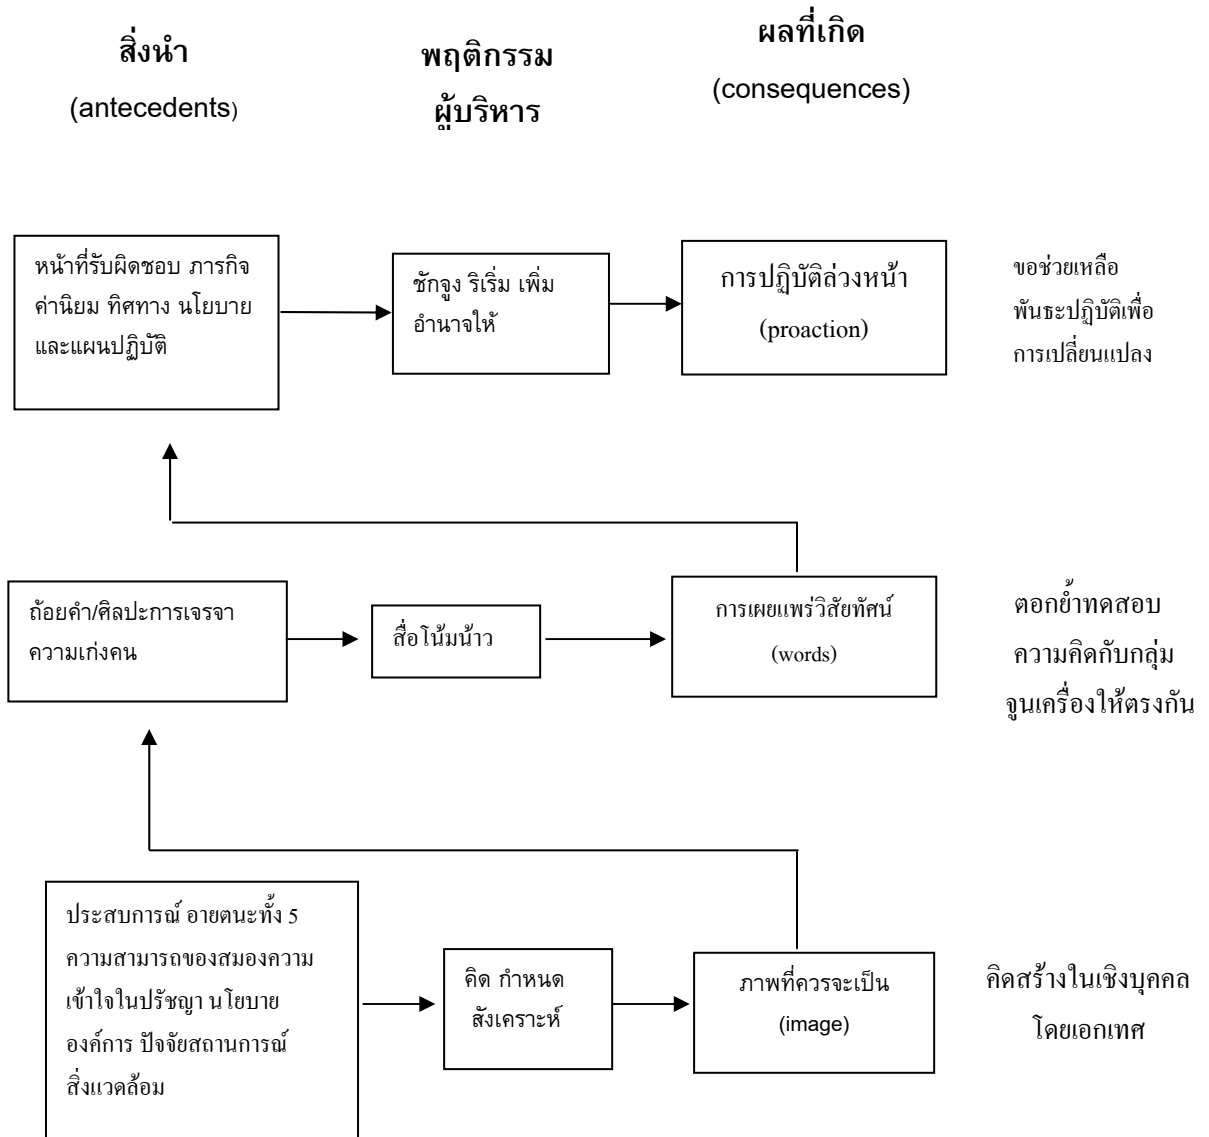 สิ่งนำ
(antecedents)
พฤติกรรม
ผู้บริหาร
ผลที่เกิด
(consequences)
หน้าที่รับผิดชอบ ภารกิจ
ค่านิยม ทิศทาง นโยบาย
และแผนปฏิบัติ
ชักจูง ริเริ่ม เพิ่ม
อำนาจให้
การปฏิบัติล่วงหน้า
(proaction)
ขอช่วยเหลือ
พันธะปฏิบัติเพื่อ
การเปลี่ยนแปลง
ถ้อยคำ/ศิลปะการเจรจา
ความเก่งคน
สื่อโน้มน้าว
การเผยแพร่วิสัยทัศน์
(words)
ตอกย้ำทดสอบ
ความคิดกับกลุ่ม
จูนเครื่องให้ตรงกัน
ประสบการณ์ อายตนะทั้ง 5
ความสามารถของสมองความ
เข้าใจในปรัชญา นโยบาย
องค์การ ปัจจัยสถานการณ์
สิ่งแวดล้อม
คิด กำหนด
สังเคราะห์
ภาพที่ควรจะเป็น
(image)
คิดสร้างในเชิงบุคคล
โดยเอกเทศ